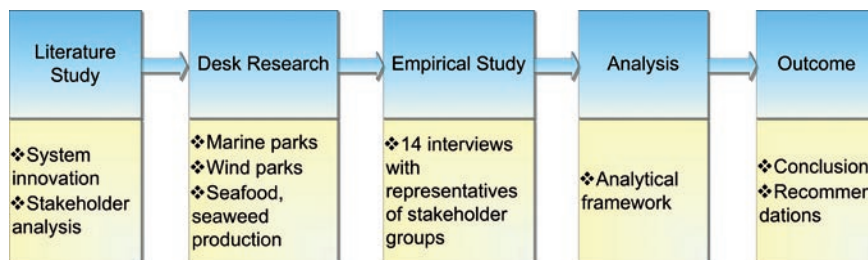 Literature
Study
Desk Research
Empirical Study
Analysis
Outcome
❖System
innovation
❖Stakeholder
analysis
❖Marine parks
❖Wind parks
❖Seafood,
seaweed
production
❖14 interviews
with
representatives
of stakeholder
groups
❖Analytical
framework
❖Conclusion
❖Recommen
dations